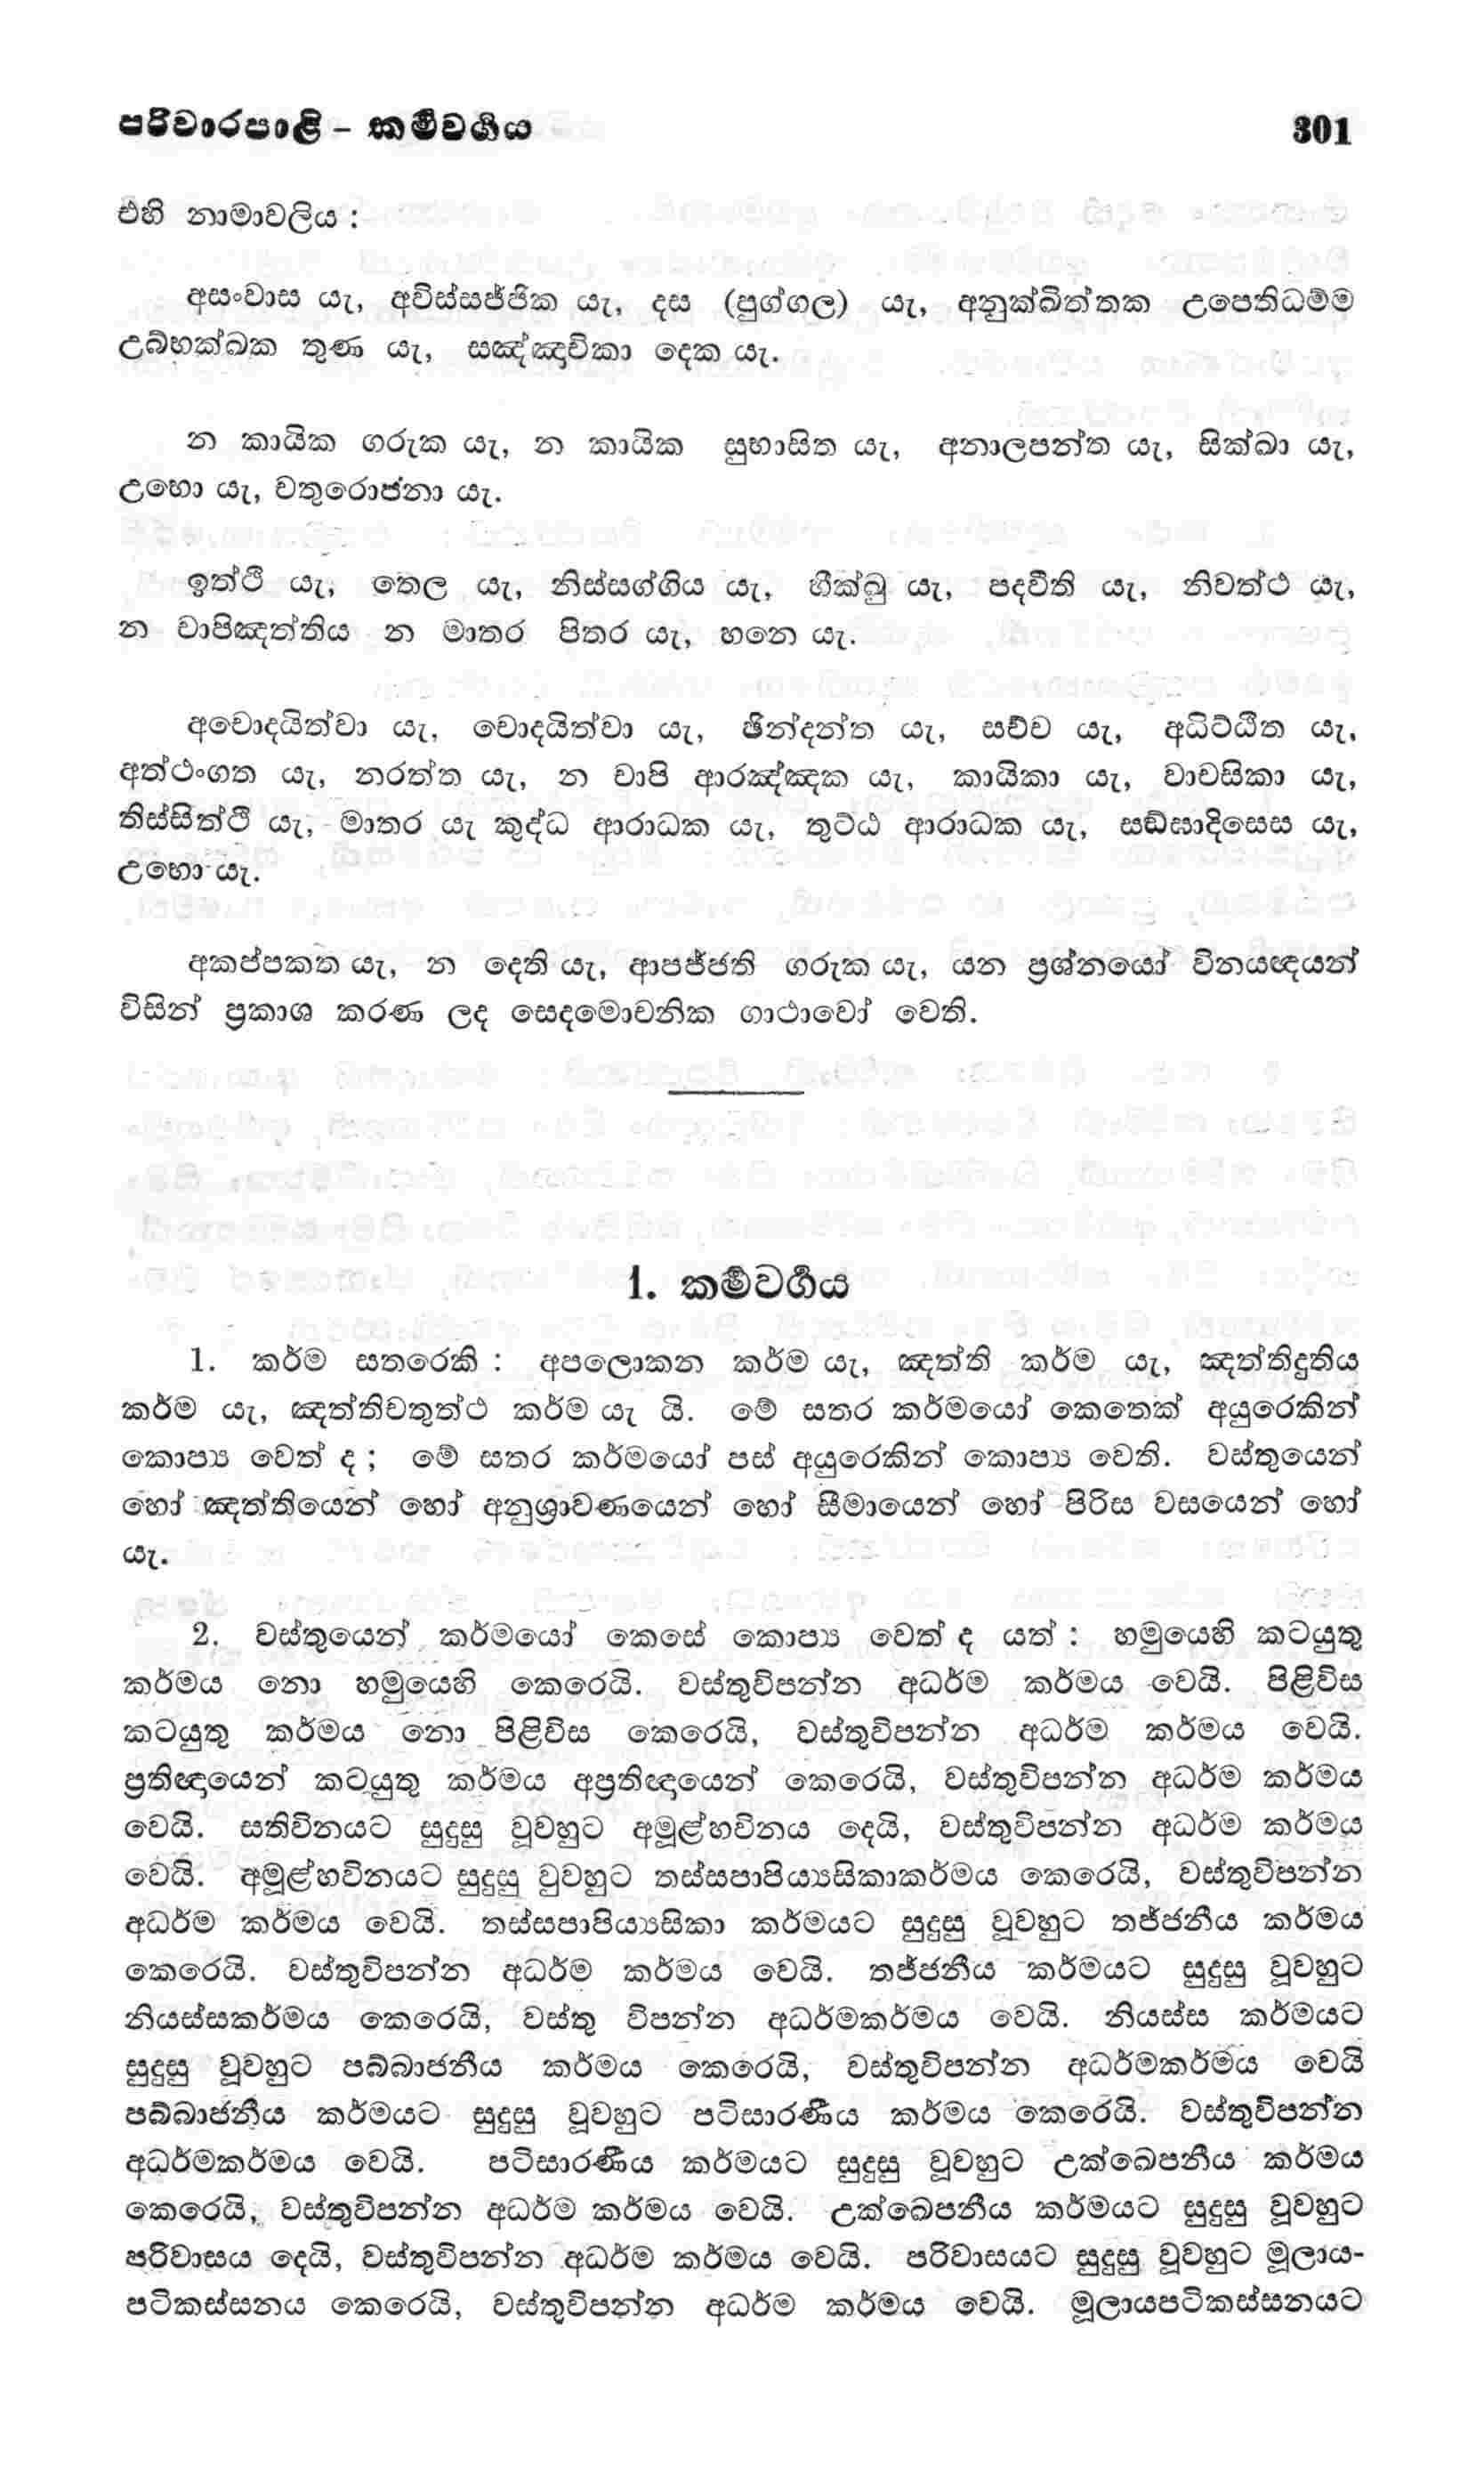 පරිවාරපාළි – කර්‍මවර්‍ගය 301
එහි නාමාවලිය :
අසංවාස යැ, අවිස්සජ්ජික යැ, දස (පුග්ගල) යැ, අනුක්ඛිත්තක උපෙතිධම්ම
උබ්භක්ඛක තුණ යැ, සඤ්ඤාචිකා දෙක යැ.
න කායික ගරුක යැ, න කායික සුභාසිත යැ, අනාලපන්ත යැ, සික්ඛා යැ,
උභො යැ, චතුරොජ්නා යැ.
ඉත්ථි යැ, තෙල යැ, නිස්සග්ගිය යැ, භීක්ඛු යැ, පදවීති යැ, නිවත්ථ යැ,
න චාපිඤත්තිය න මාතර පිතර යැ, හනෙ යැ.
අචොදයිත්වා යැ, චොදයිත්වා යැ, ඡින්දන්ත යැ, සච්ච යැ, අධිට්ඨිත යැ,
අත්ථංගත යැ, නරත්ත යැ, න චාපි ආරඤ්ඤක යැ, කායිකා යැ, වාචසිකා යැ,
තිස්සිත්ථි යැ, මාතර යැ කුද්ධ ආරාධක යැ, තුට්ඨ ආරාධක යැ, සඞ්ඝාදිසෙස යැ,
උභො යැ.
අකප්පකත යැ, න දෙති යැ, ආපජ්ජති ගරුක යැ, යන ප්‍රශ්නයෝ විනයඥයන්
විසින් ප්‍රකාශ කරණ ලද සෙදමොචනික ගාථාවෝ වෙති.
1. කර්‍මවර්‍ගය
1. කර්ම සතරෙකි : අපලොකන කර්ම යැ, ඤත්ති කර්ම යැ, ඤත්තිදුතිය
කර්ම යැ, ඤත්තිචතුත්ථ කර්ම යැ යි. මේ සතර කර්මයෝ කෙතෙක් අයුරෙකින්
කොප්‍ය වෙත් ද ; මේ සතර කර්මයෝ පස් අයුරෙකින් කොප්‍ය වෙති. වස්තුයෙන්
හෝ ඤත්තියෙන් හෝ අනුශ්‍රාවණයෙන් හෝ සීමායෙන් හෝ පිරිස වසයෙන් හෝ
යැ.
2. වස්තුයෙන් කර්මයෝ කෙසේ කොප්‍ය වෙත් ද යත් : හමුයෙහි කටයුතු
කර්මය නො හමුයෙහි කෙරෙයි. වස්තුවිපන්න අධර්ම කර්මය වෙයි. පිළිවිස
කටයුතු කර්මය නො පිළිවිස කෙරෙයි, වස්තුවිපන්න අධර්ම කර්මය වෙයි.
ප්‍රතිඥායෙන් කටයුතු කර්මය අප්‍රතිඥායෙන් කෙරෙයි, වස්තුවිපන්න අධර්ම කර්මය
වෙයි. සතිවිනයට සුදුසු වූවහුට අමූළ්හවිනය දෙයි, වස්තුවිපන්න අධර්ම කර්මය
වෙයි. අමූළ්හවිනයට සුදුසු වුවහුට තස්සපාපිය්‍යසිකාකර්මය කෙරෙයි, වස්තුවිපන්න
අධර්ම කර්මය වෙයි. තස්සපාපිය්‍යසිකා කර්මයට සුදුසු වූවහුට තජ්ජනීය කර්මය
කෙරෙයි. වස්තුවිපන්න අධර්ම කර්මය වෙයි. තජ්ජනීය කර්මයට සුදුසු වූවහුට
නියස්සකර්මය කෙරෙයි, වස්තු විපන්න අධර්මකර්මය වෙයි. නියස්ස කර්මයට
සුදුසු වූවහුට පබ්බාජනීය කර්මය කෙරෙයි, වස්තුවිපන්න අධර්මකර්මය වෙයි
පබ්බාජනීය කර්මයට සුදුසු වූවහුට පටිසාරණීය කර්මය කෙරෙයි. වස්තුවිපන්න
අධර්මකර්මය වෙයි. පටිසාරණීය කර්මයට සුදුසු වූවහුට උක්ඛෙපනීය කර්මය
කෙරෙයි, වස්තුවිපන්න අධර්ම කර්මය වෙයි. උක්ඛෙපනීය කර්මයට සුදුසු වූවහුට
පරිවාසය දෙයි, වස්තුවිපන්න අධර්ම කර්මය වෙයි. පරිවාසයට සුදුසු වූවහුට මූලාය-
පටිකස්සනය කෙරෙයි, වස්තුවිපන්න අධර්ම කර්මය වෙයි. මූලායපටිකස්සනයට